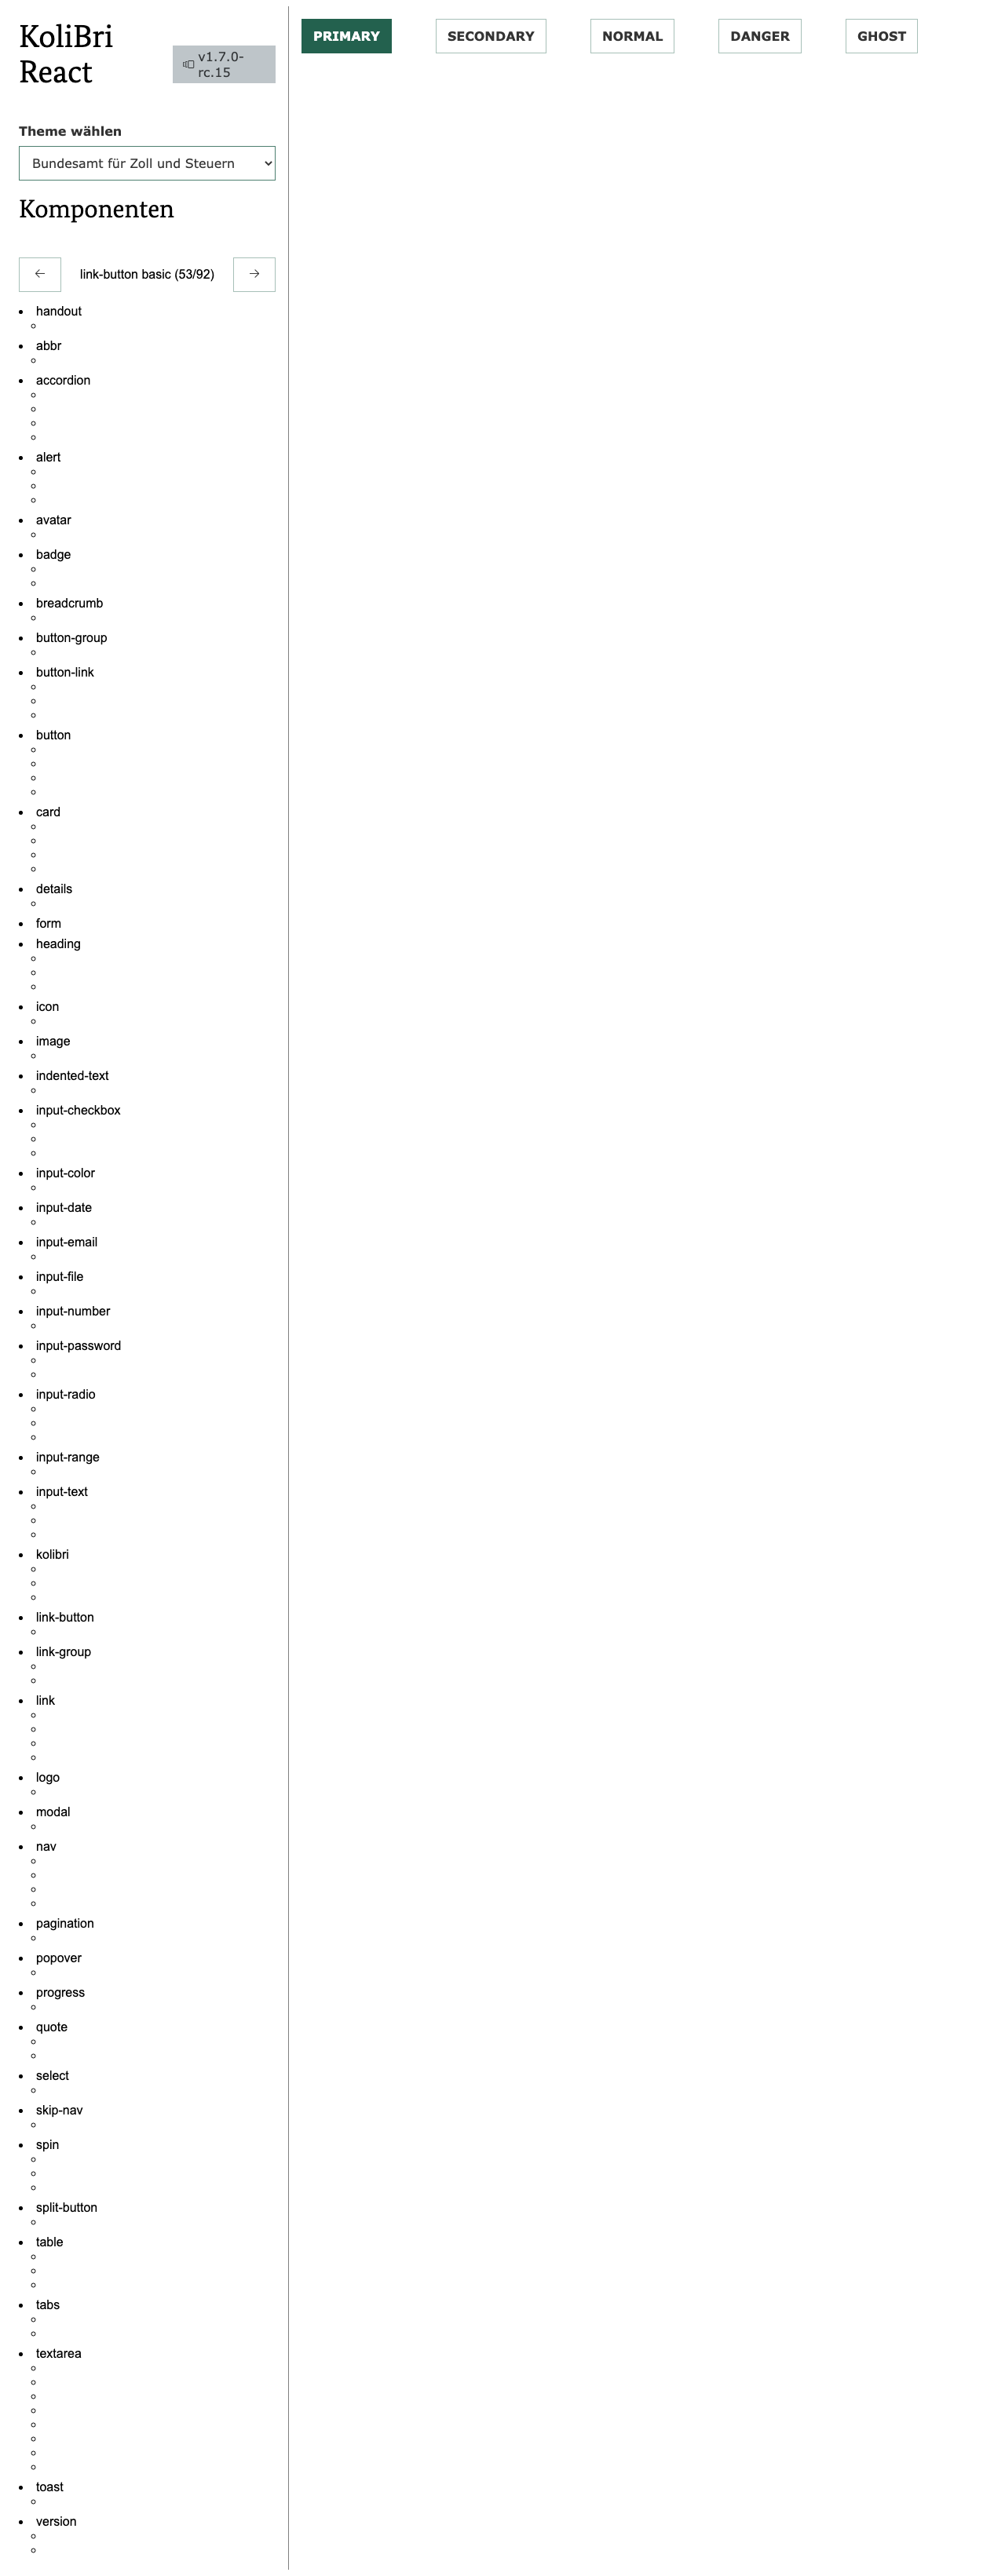 KoliBri
React
v1.7.0-
rc.15
Theme wählen
Bundesamt für Zoll und Steuern
Komponenten
← link-button basic (53/92) →
handout
abbr
accordion
alert
avatar
badge
breadcrumb
button-group
button-link
button
card
details
form
heading
icon
image
indented-text
input-checkbox
input-color
input-date
input-email
input-file
input-number
input-password
input-radio
input-range
input-text
kolibri
link-button
link-group
link
logo
modal
nav
pagination
popover
progress
quote
select
skip-nav
spin
split-button
table
tabs
textarea
toast
version
PRIMARY SECONDARY NORMAL DANGER GHOST